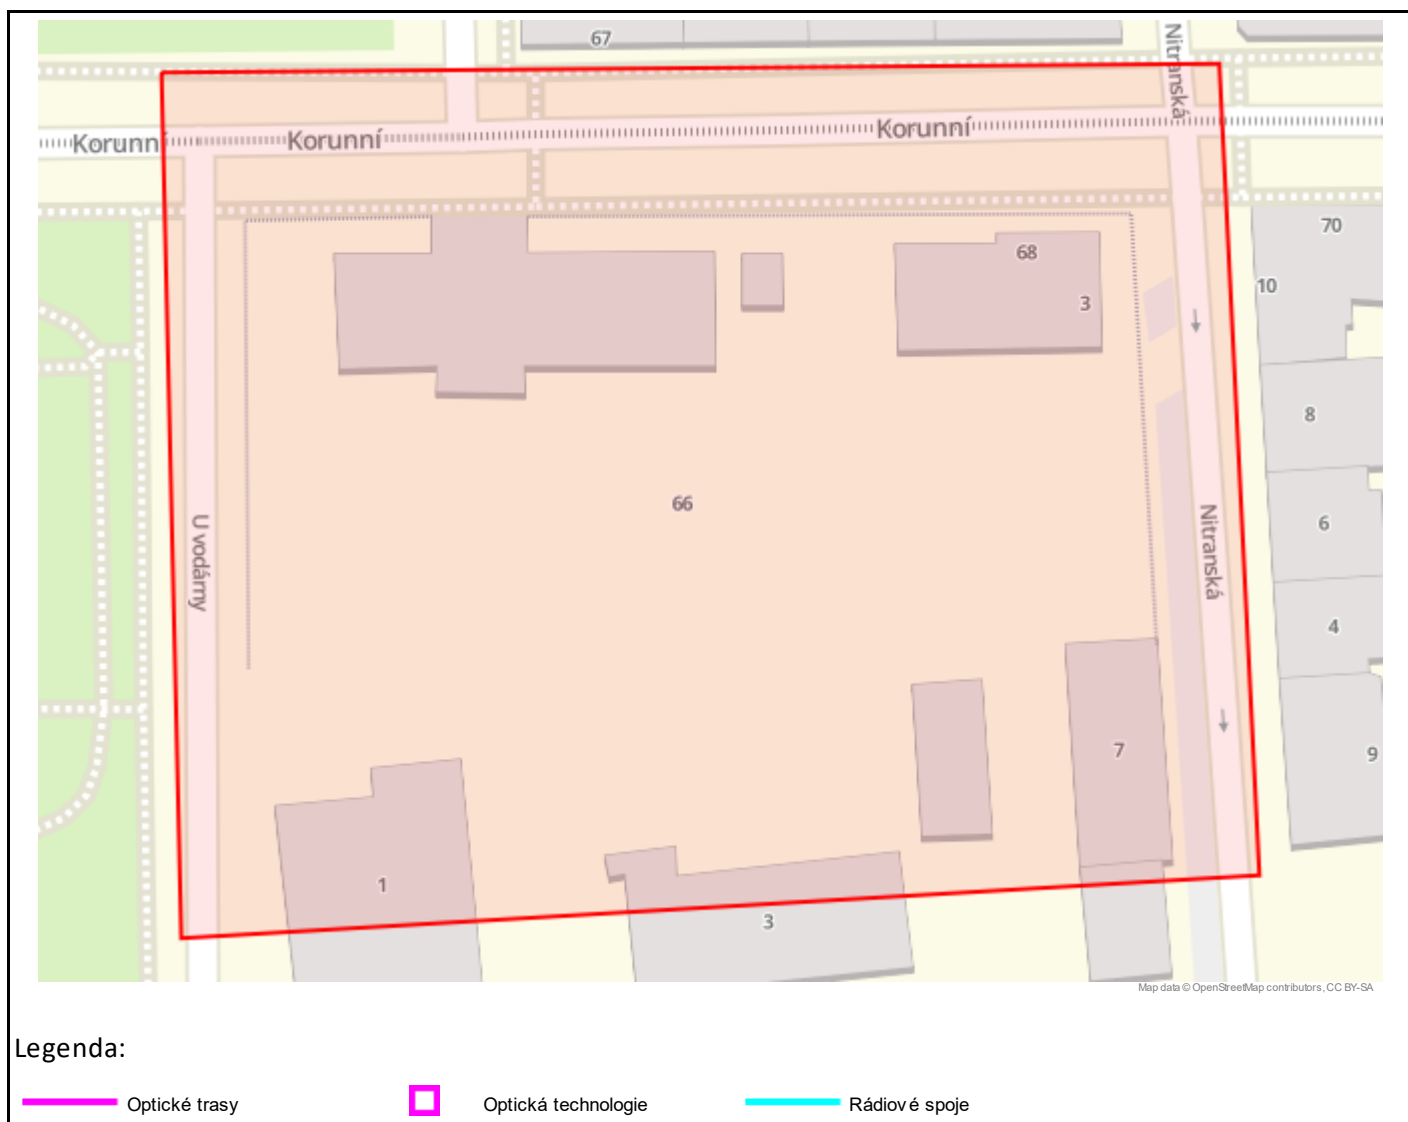 67
Nitranská
Korunn
Korunní
Korunní
70
68
10
3
8
66
6
U vodárny
Nitranská
4
7
9
1
3
Map data © OpenStreetMap contributors, CC BY-SA
Legenda:
Optické trasy
Optická technologie
Rádiové spoje